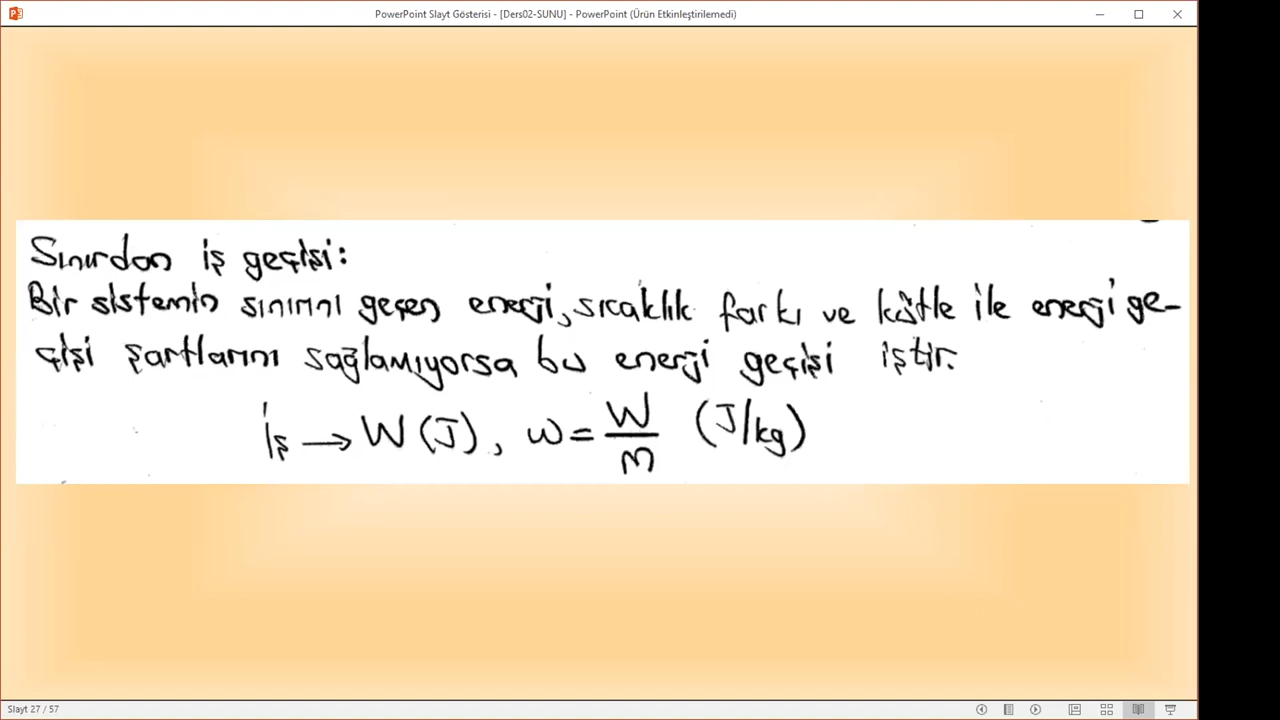 PowerPoint Slayt Gösterisi - [Ders02-SUNU] - PowerPoint (Ürün Etkinleştirilemedi)
Sınırdan iş geçişi:
Bir sistemin sınırını geçen enerji, sıcaklık farkı ve kütle ile enerji ge-
çişi şartlarını sağlamıyorsa bu enerji geçişi iştir.
İş → W (J), w = W/m (J/kg)
Slayt 27 / 57